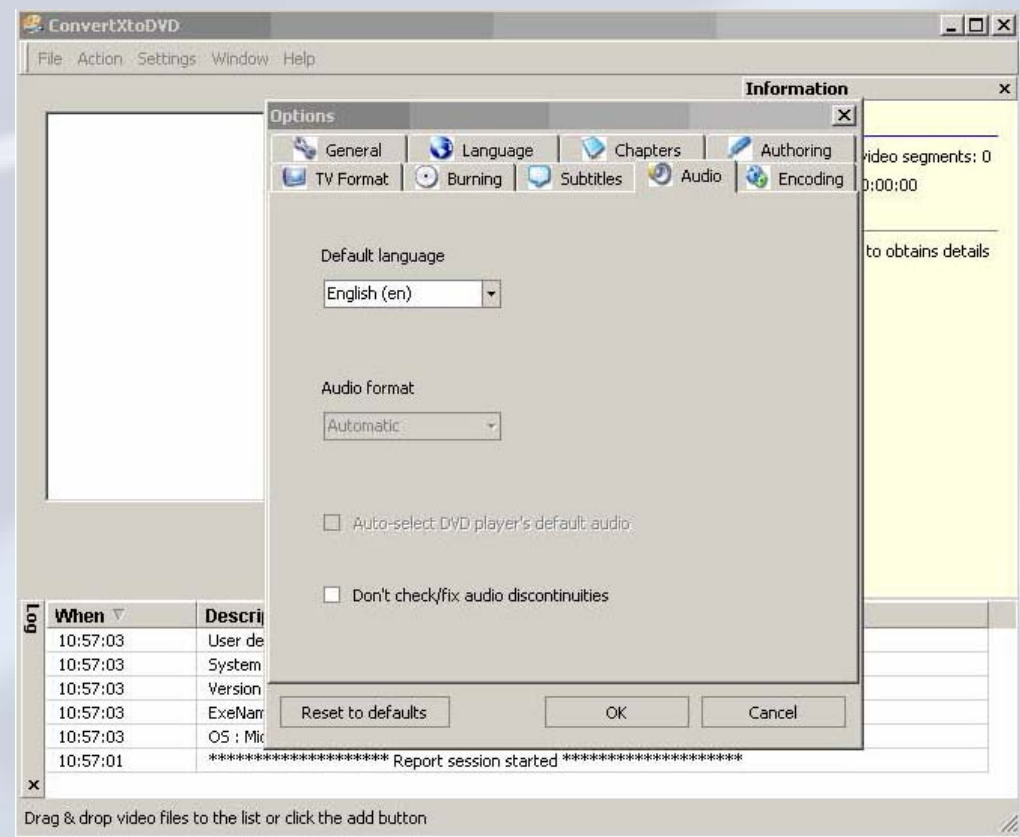 ConvertXtoDVD
File Action Settings Window Help
Information
Options
General Language Chapters Authoring
TV Format Burning Subtitles Audio Encoding
video segments: 0
0:00:00
to obtains details
Default language
English (en)
Audio format
Automatic
Auto-select DVD player's default audio
Don't check/fix audio discontinuities
Reset to defaults OK Cancel
Log
When Descrip
10:57:03 User de
10:57:03 System
10:57:03 Version
10:57:03 ExeNam
10:57:03 OS : Mic
10:57:01 ******************** Report session started ********************
Drag & drop video files to the list or click the add button